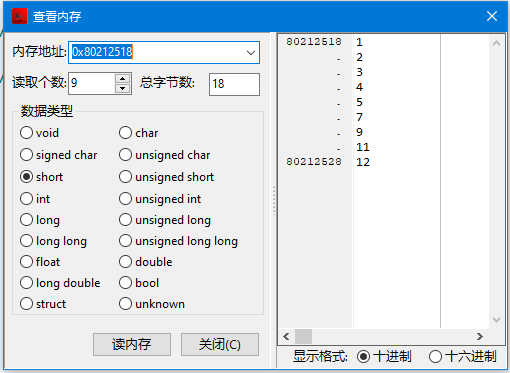 查看内存
内存地址: 0x80212518
读取个数: 9 总字节数: 18
数据类型
void char
signed char unsigned char
short unsigned short
int unsigned int
long unsigned long
long long unsigned long long
float double
long double bool
struct unknown
读内存 关闭(C)
80212518 1
. 2
. 3
. 4
. 5
. 7
. 9
. 11
80212528 12
显示格式: 十进制 十六进制